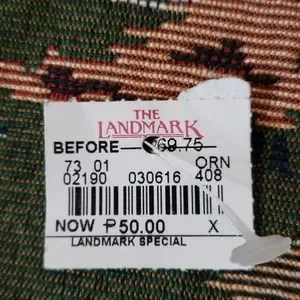 THE
LANDMARK
BEFORE 69.75
73 01 ORN
02190 030616 408
NOW ₱50.00 X
LANDMARK SPECIAL